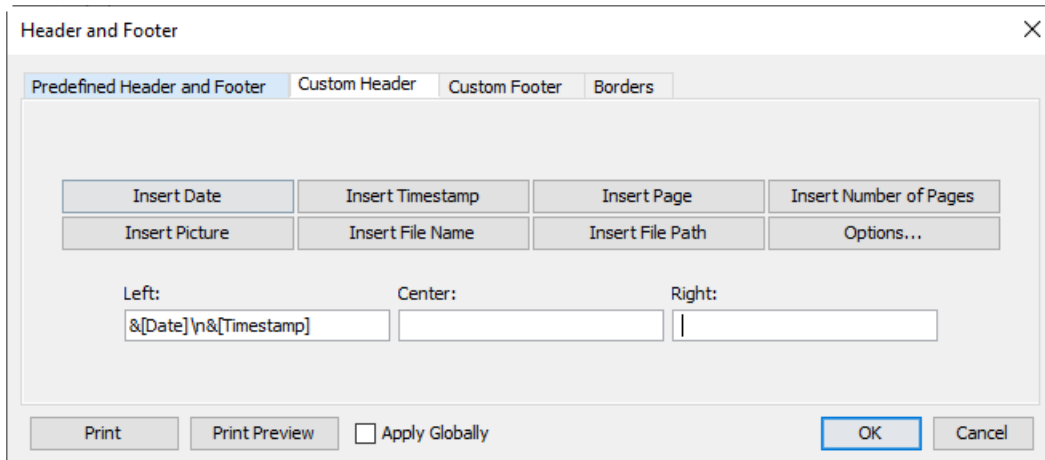 Header and Footer
Predefined Header and Footer Custom Header Custom Footer Borders
Insert Date Insert Timestamp Insert Page Insert Number of Pages
Insert Picture Insert File Name Insert File Path Options...
Left: Center: Right:
&[Date]\n&[Timestamp]
Print Print Preview Apply Globally OK Cancel